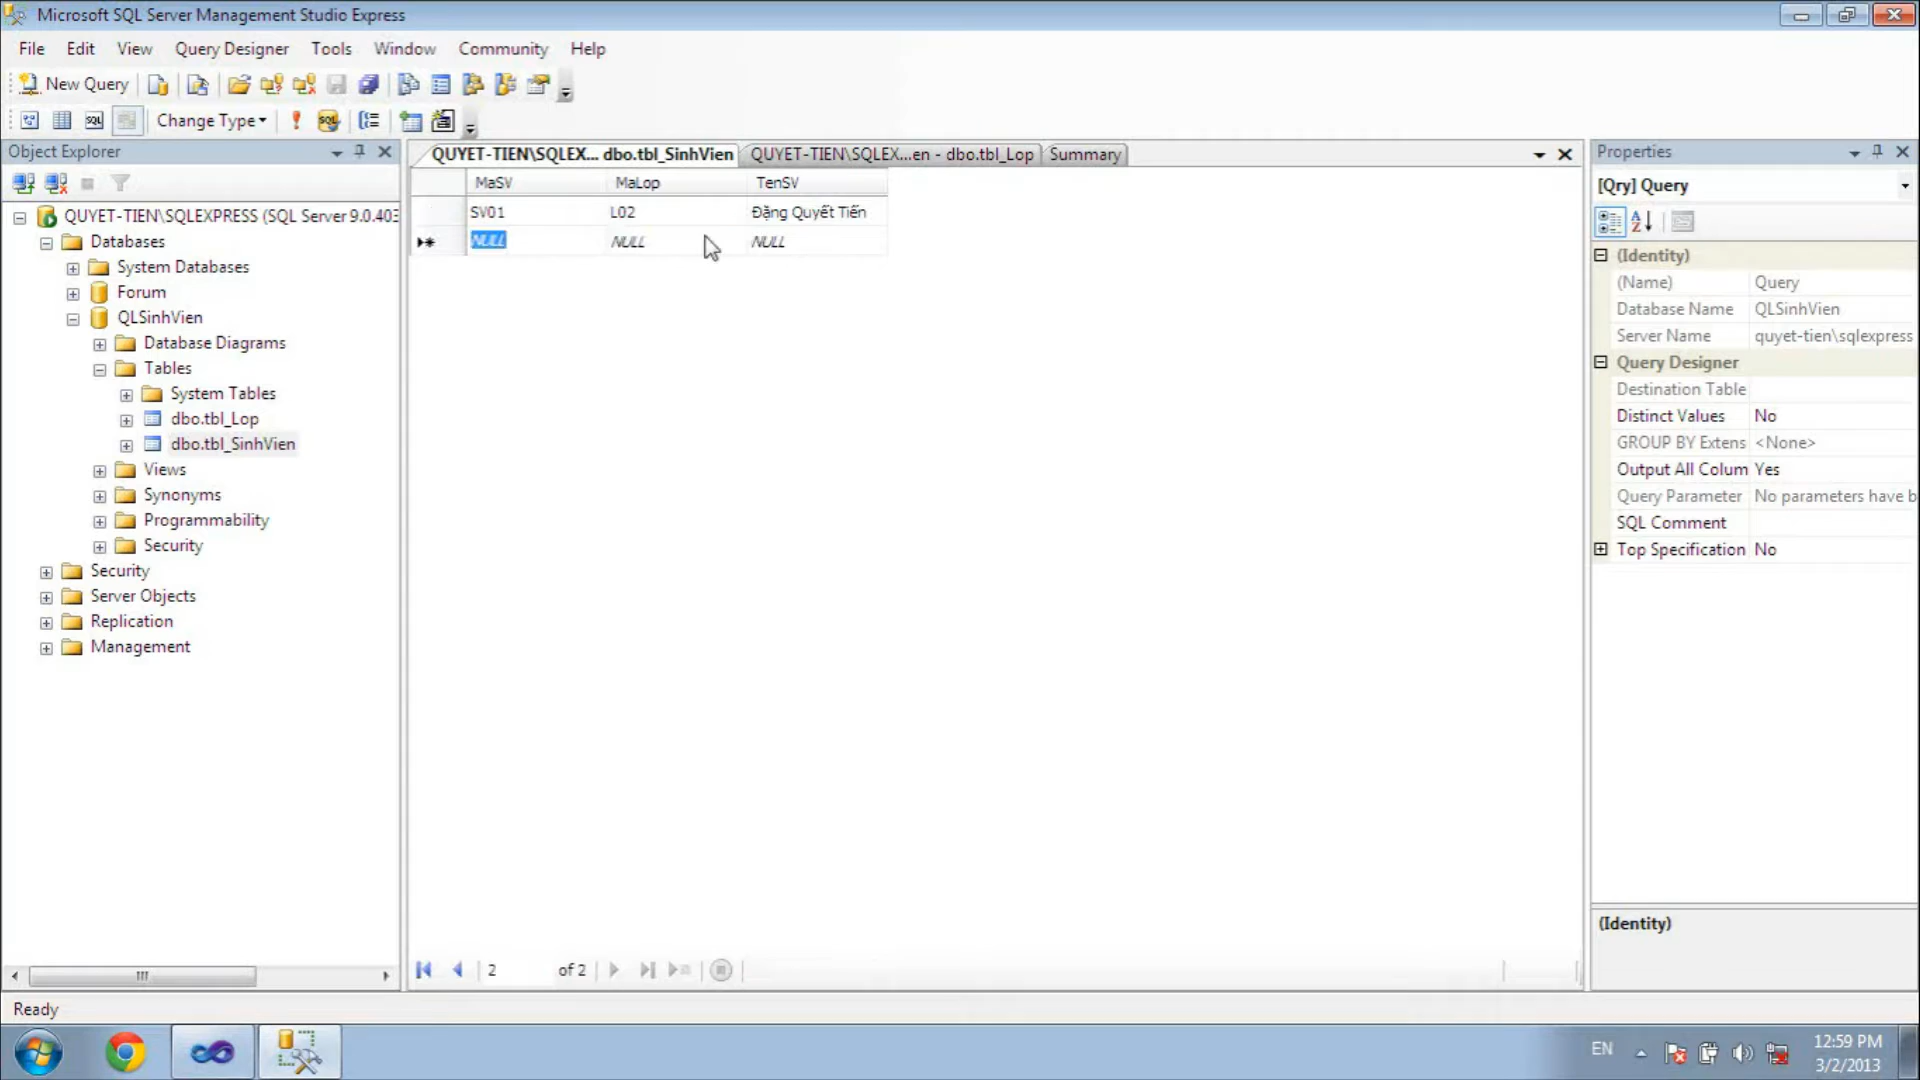 Microsoft SQL Server Management Studio Express
File Edit View Query Designer Tools Window Community Help
New Query
SQL Change Type SQL
Object Explorer
QUYET-TIEN\SQLEX... dbo.tbl_SinhVien QUYET-TIEN\SQLEX...en - dbo.tbl_Lop Summary
Properties
MaSV MaLop TenSV
SV01 L02 Đặng Quyết Tiến
NULL NULL NULL
QUYET-TIEN\SQLEXPRESS (SQL Server 9.0.403
Databases
System Databases
Forum
QLSinhVien
Database Diagrams
Tables
System Tables
dbo.tbl_Lop
dbo.tbl_SinhVien
Views
Synonyms
Programmability
Security
Security
Server Objects
Replication
Management
[Qry] Query
(Identity)
(Name) Query
Database Name QLSinhVien
Server Name quyet-tien\sqlexpress
Query Designer
Destination Table
Distinct Values No
GROUP BY Extens <None>
Output All Colum Yes
Query Parameter No parameters have b
SQL Comment
Top Specification No
(Identity)
2 of 2
Ready
EN
12:59 PM
3/2/2013